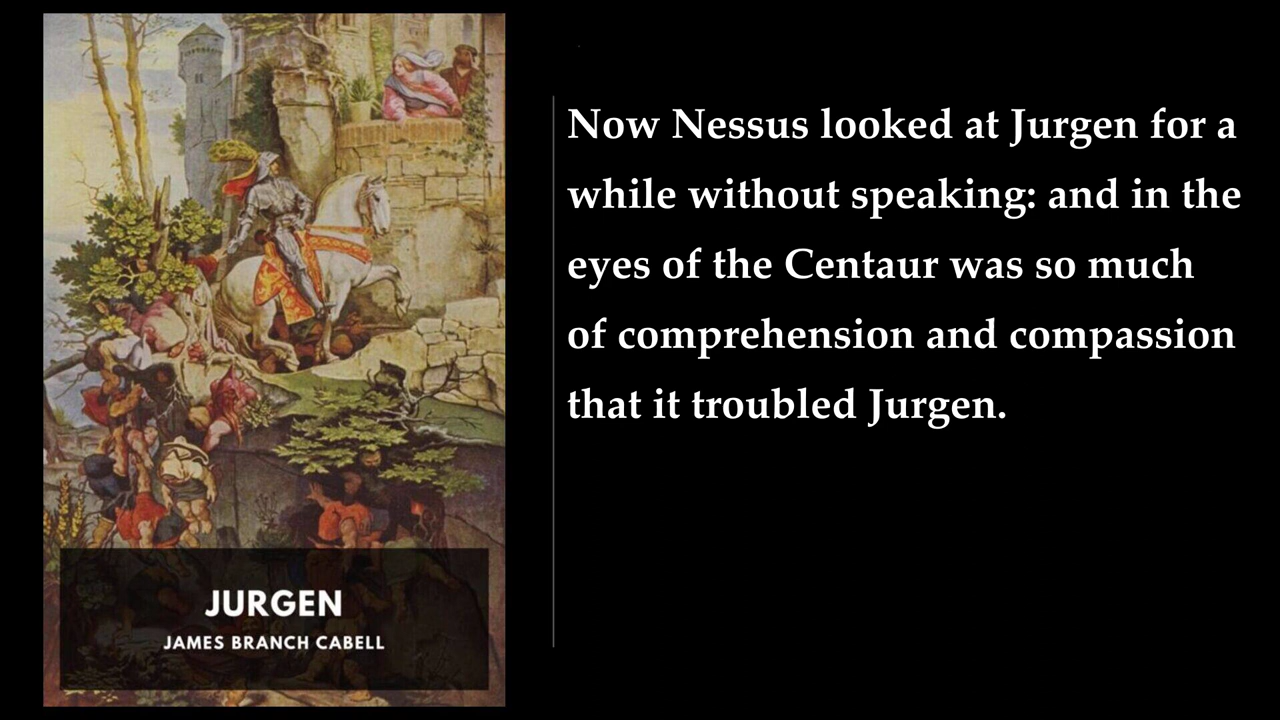 JURGEN
JAMES BRANCH CABELL
Now Nessus looked at Jurgen for a
while without speaking: and in the
eyes of the Centaur was so much
of comprehension and compassion
that it troubled Jurgen.